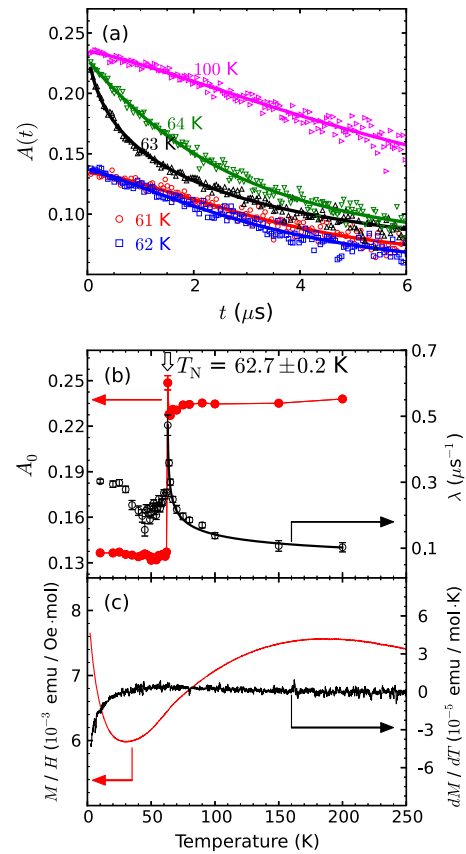 (a)
0.25
0.20
0.15
0.10
A(t)
100 K
64 K
63 K
61 K
62 K
0 2 4 6
t (μs)
(b)
T_N = 62.7±0.2 K
0.25
0.22
0.19
0.16
0.13
A_0
0.7
0.5
0.3
0.1
λ (μs⁻¹)
(c)
8
7
6
M / H (10⁻³ emu / Oe·mol)
6
3
0
-3
-6
dM / dT (10⁻⁵ emu / mol·K)
0 50 100 150 200 250
Temperature (K)